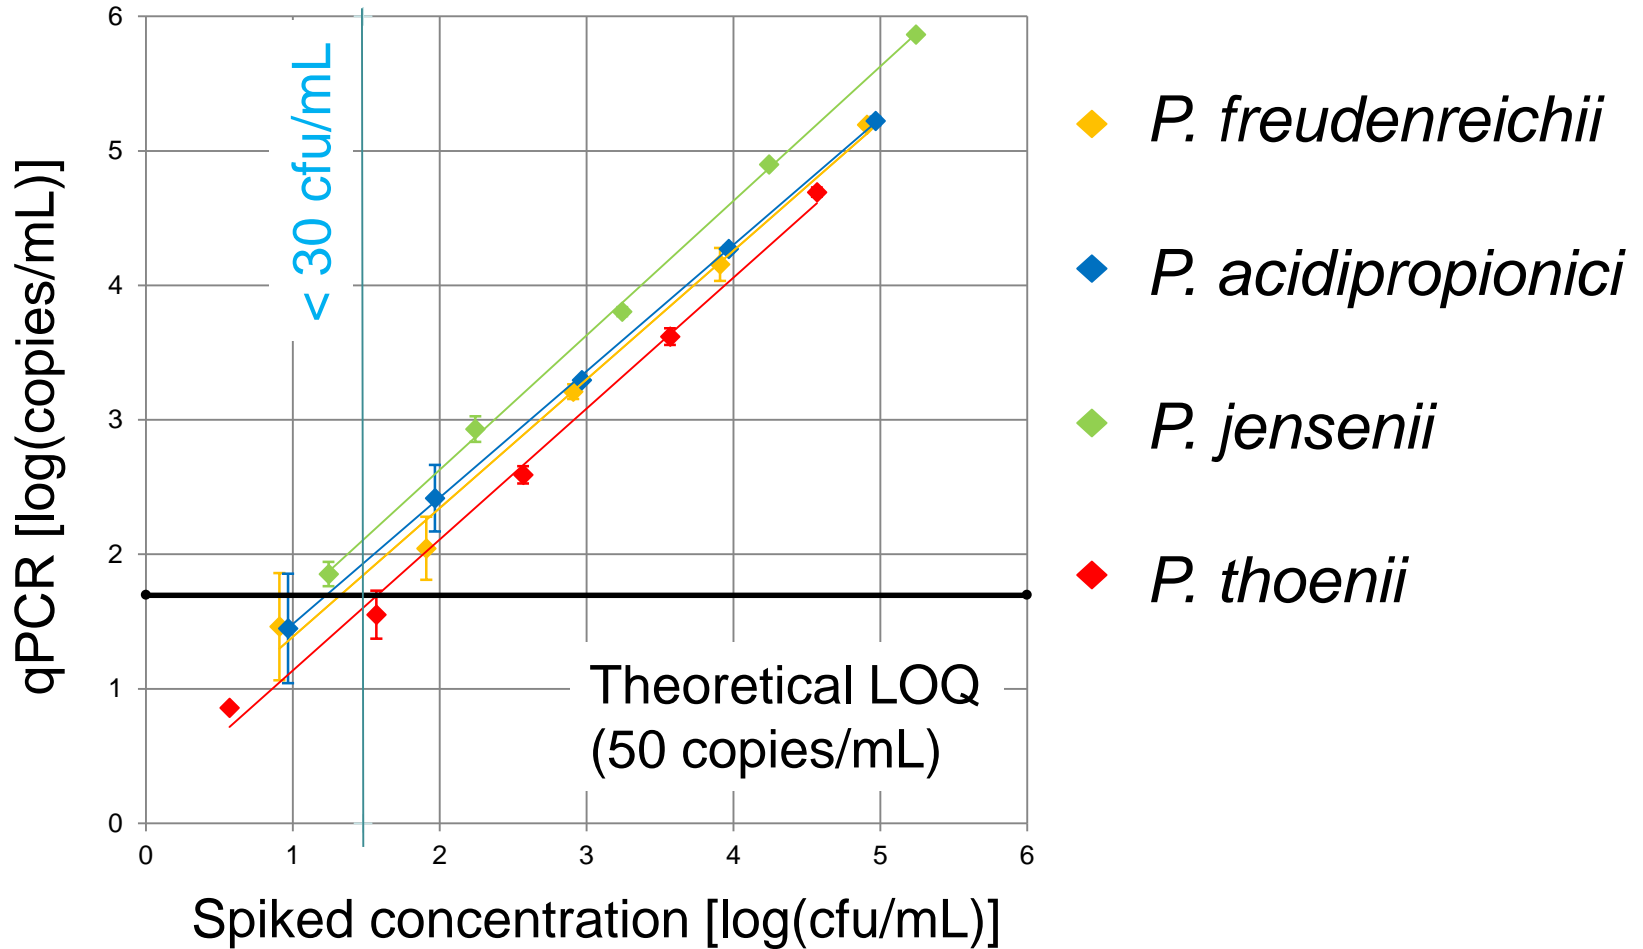 qPCR [log(copies/mL)]
6
5
4
3
2
1
0
< 30 cfu/mL
Theoretical LOQ
(50 copies/mL)
0 1 2 3 4 5 6
Spiked concentration [log(cfu/mL)]
P. freudenreichii
P. acidipropionici
P. jensenii
P. thoenii